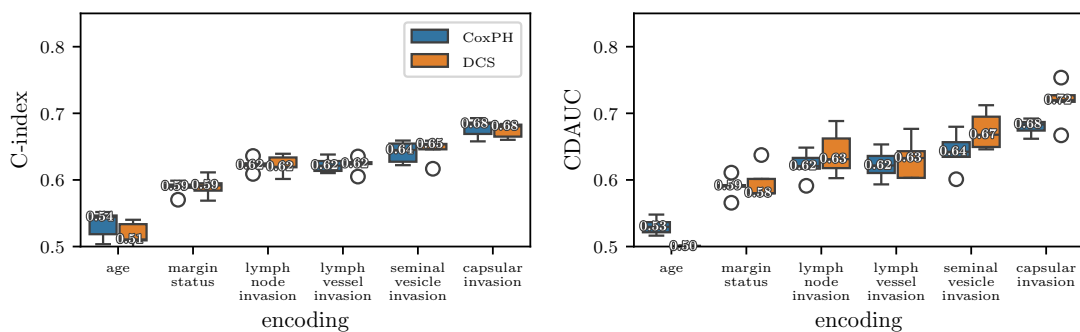 CoxPH
DCS
C-index
0.8
0.7
0.6
0.5
0.54
0.51
0.59
0.59
0.62
0.62
0.62
0.62
0.64
0.65
0.68
0.68
age
margin
status
lymph
node
invasion
lymph
vessel
invasion
seminal
vesicle
invasion
capsular
invasion
encoding
CDAUC
0.8
0.7
0.6
0.5
0.53
0.50
0.59
0.58
0.62
0.63
0.62
0.63
0.64
0.67
0.68
0.72
age
margin
status
lymph
node
invasion
lymph
vessel
invasion
seminal
vesicle
invasion
capsular
invasion
encoding